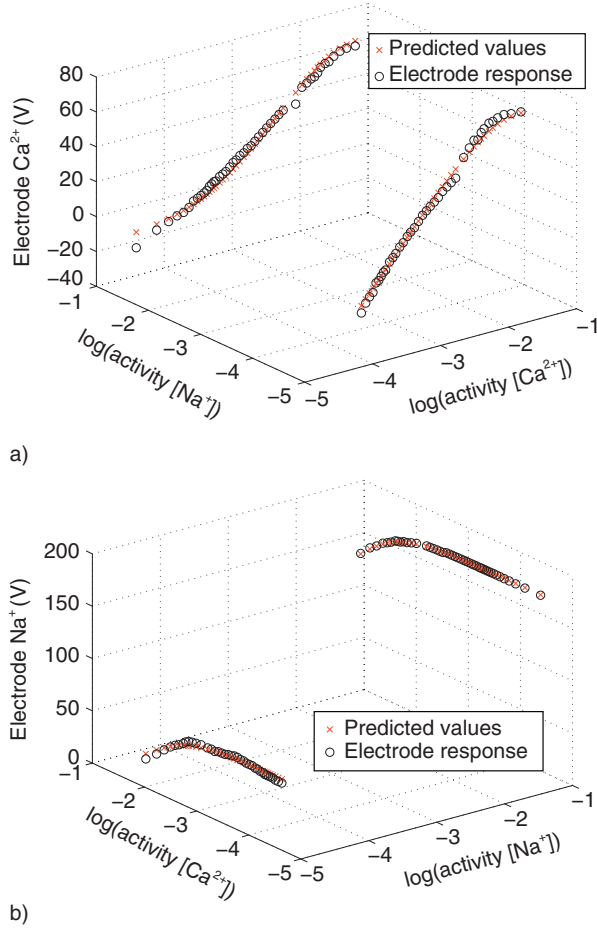 Predicted values
Electrode response
Electrode Ca²⁺ (V)
80
60
40
20
0
−20
−40
−1
−2
−3
−4
−5
log(activity [Na⁺])
−5
−4
−3
−2
−1
log(activity [Ca²⁺])
a)
Electrode Na⁺ (V)
200
150
100
50
0
Predicted values
Electrode response
−1
−2
−3
−4
−5
log(activity [Ca²⁺])
−5
−4
−3
−2
−1
log(activity [Na⁺])
b)